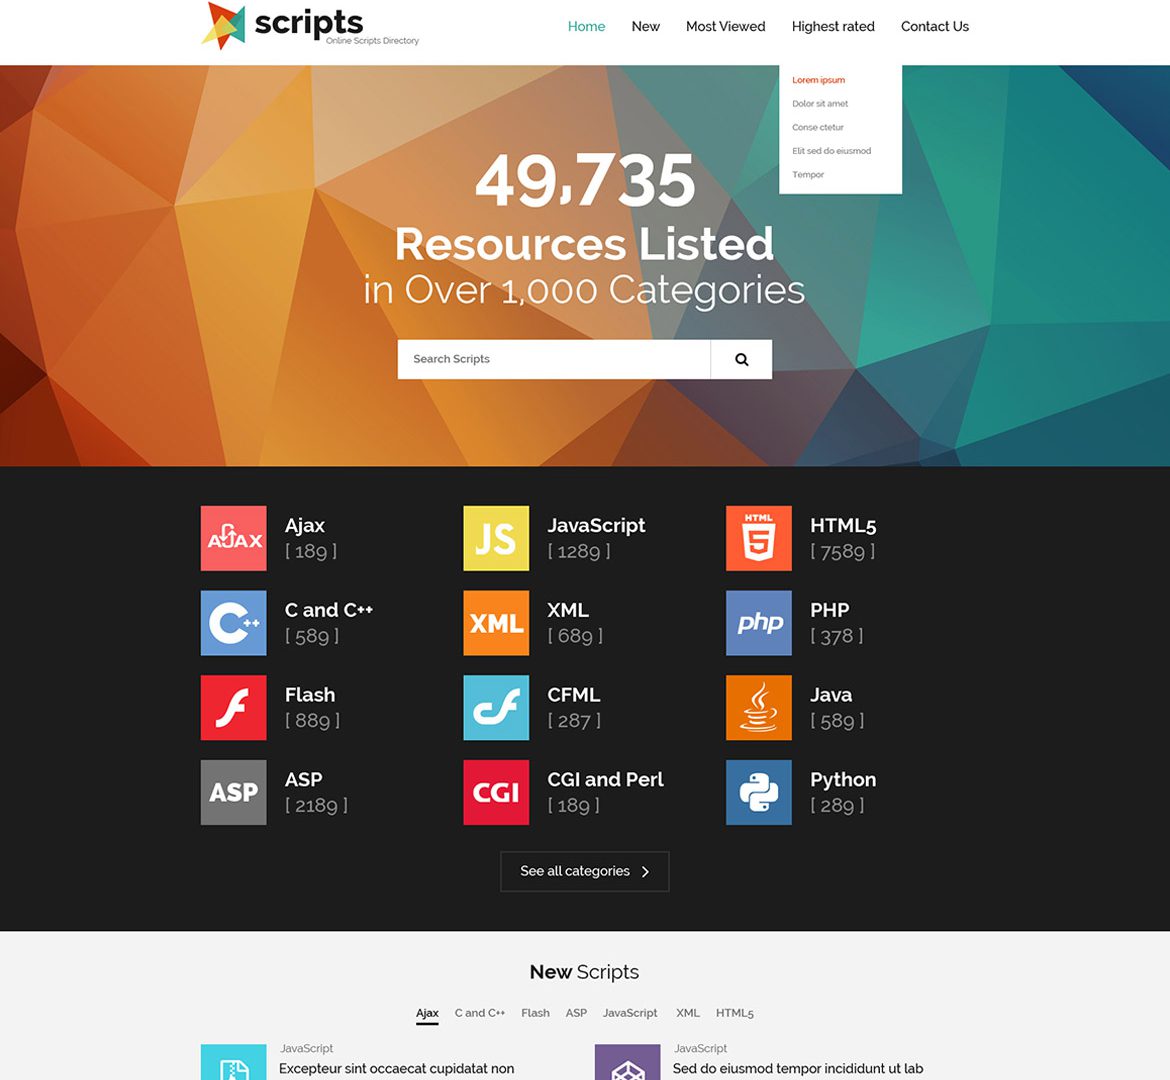 scripts
Online Scripts Directory
Home New Most Viewed Highest rated Contact Us
Lorem ipsum
Dolor sit amet
Conse ctetur
Elit sed do eiusmod
Tempor
49,735
Resources Listed
in Over 1,000 Categories
Search Scripts
AJAX
Ajax
[ 189 ]
JS
JavaScript
[ 1289 ]
HTML
5
HTML5
[ 7589 ]
C++
C and C++
[ 589 ]
XML
XML
[ 689 ]
php
PHP
[ 378 ]
Flash
[ 889 ]
cf
CFML
[ 287 ]
Java
[ 589 ]
ASP
ASP
[ 2189 ]
CGI
CGI and Perl
[ 189 ]
Python
[ 289 ]
See all categories
New Scripts
Ajax C and C++ Flash ASP JavaScript XML HTML5
JavaScript
Excepteur sint occaecat cupidatat non
JavaScript
Sed do eiusmod tempor incididunt ut lab